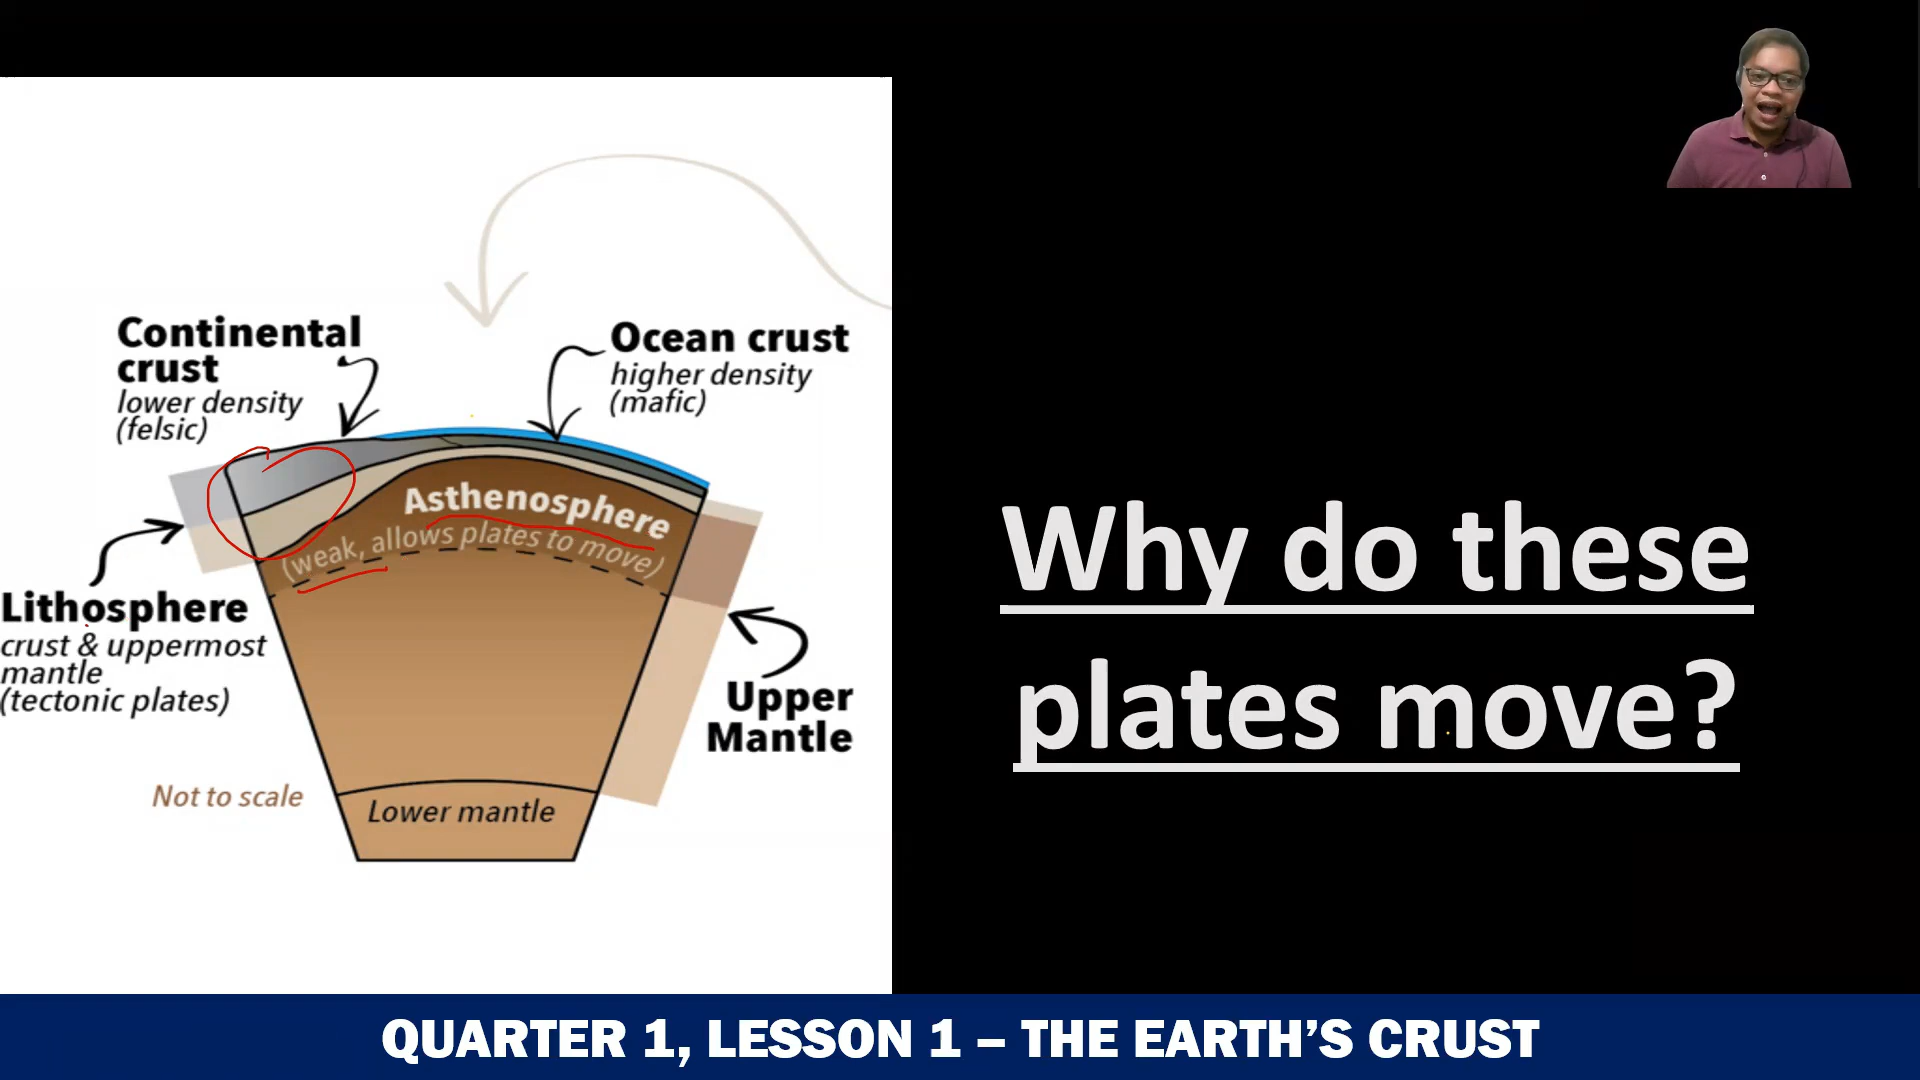 Continental
crust
lower density
(felsic)
Ocean crust
higher density
(mafic)
Asthenosphere
(weak, allows plates to move)
Lithosphere
crust & uppermost
mantle
(tectonic plates)
Upper
Mantle
Not to scale
Lower mantle
Why do these
plates move?
QUARTER 1, LESSON 1 – THE EARTH’S CRUST